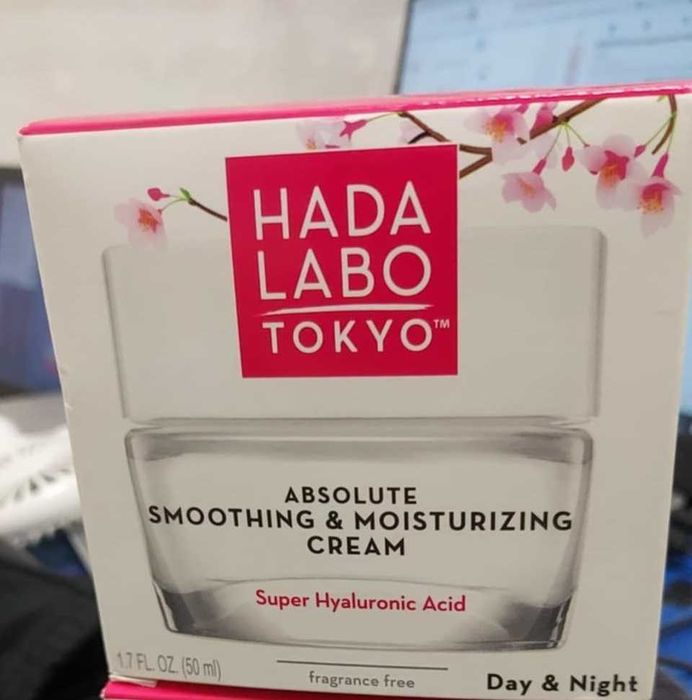 HADA
LABO
TOKYO™
ABSOLUTE
SMOOTHING & MOISTURIZING
CREAM
Super Hyaluronic Acid
1.7 FL. OZ. (50 ml)
fragrance free
Day & Night